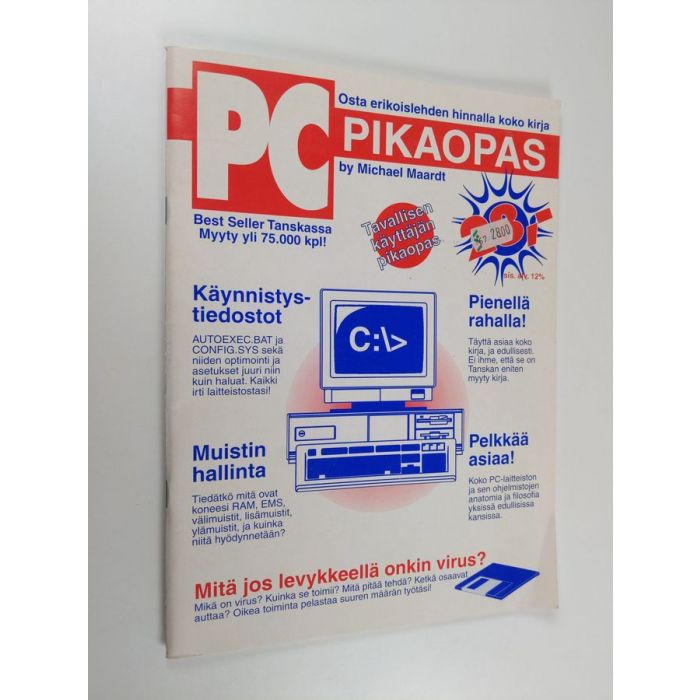 PC
Osta erikoislehden hinnalla koko kirja
PIKAOPAS
by Michael Maardt
Best Seller Tanskassa
Myyty yli 75.000 kpl!
Tavallisen
käyttäjän
pikaopas
28,-
28.00
sis. alv. 12%
Käynnistys-
tiedostot
AUTOEXEC.BAT ja
CONFIG.SYS sekä
niiden optimointi ja
asetukset juuri niin
kuin haluat. Kaikki
irti laitteistostasi!
C:\>
Pienellä
rahalla!
Täyttä asiaa koko
kirja, ja edullisesti.
Ei ihme, että se on
Tanskan eniten
myyty kirja.
Muistin
hallinta
Tiedätkö mitä ovat
koneesi RAM, EMS,
välimuistit, lisämuistit,
ylämuistit, ja kuinka
niitä hyödynnetään?
Pelkkää
asiaa!
Koko PC-laitteiston
ja sen ohjelmistojen
anatomia ja filosofia
yksissä edullisissa
kansissa.
Mitä jos levykkeellä onkin virus?
Mikä on virus? Kuinka se toimii? Mitä pitää tehdä? Ketkä osaavat
auttaa? Oikea toiminta pelastaa suuren määrän työtäsi!